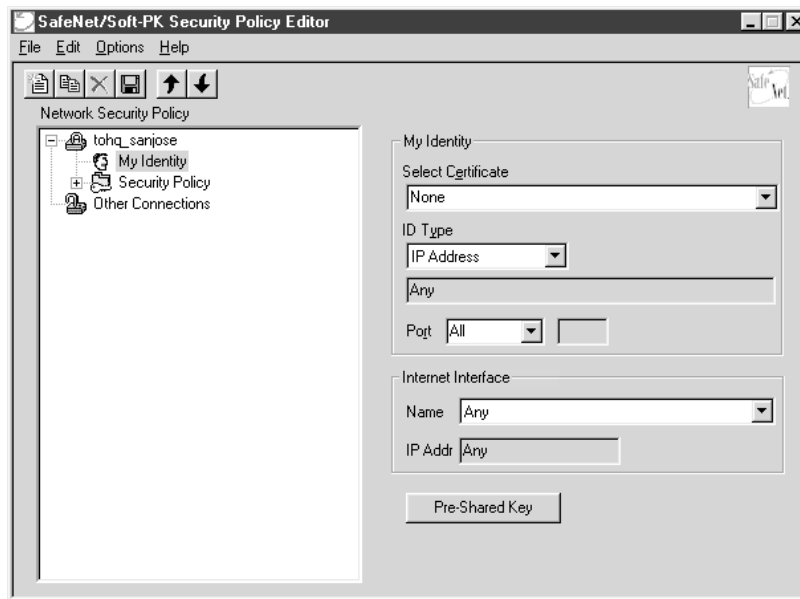 SafeNet/Soft-PK Security Policy Editor
File Edit Options Help
Safe Net.
Network Security Policy
tohq_sanjose
My Identity
Security Policy
Other Connections
My Identity
Select Certificate
None
ID Type
IP Address
Any
Port All
Internet Interface
Name Any
IP Addr Any
Pre-Shared Key